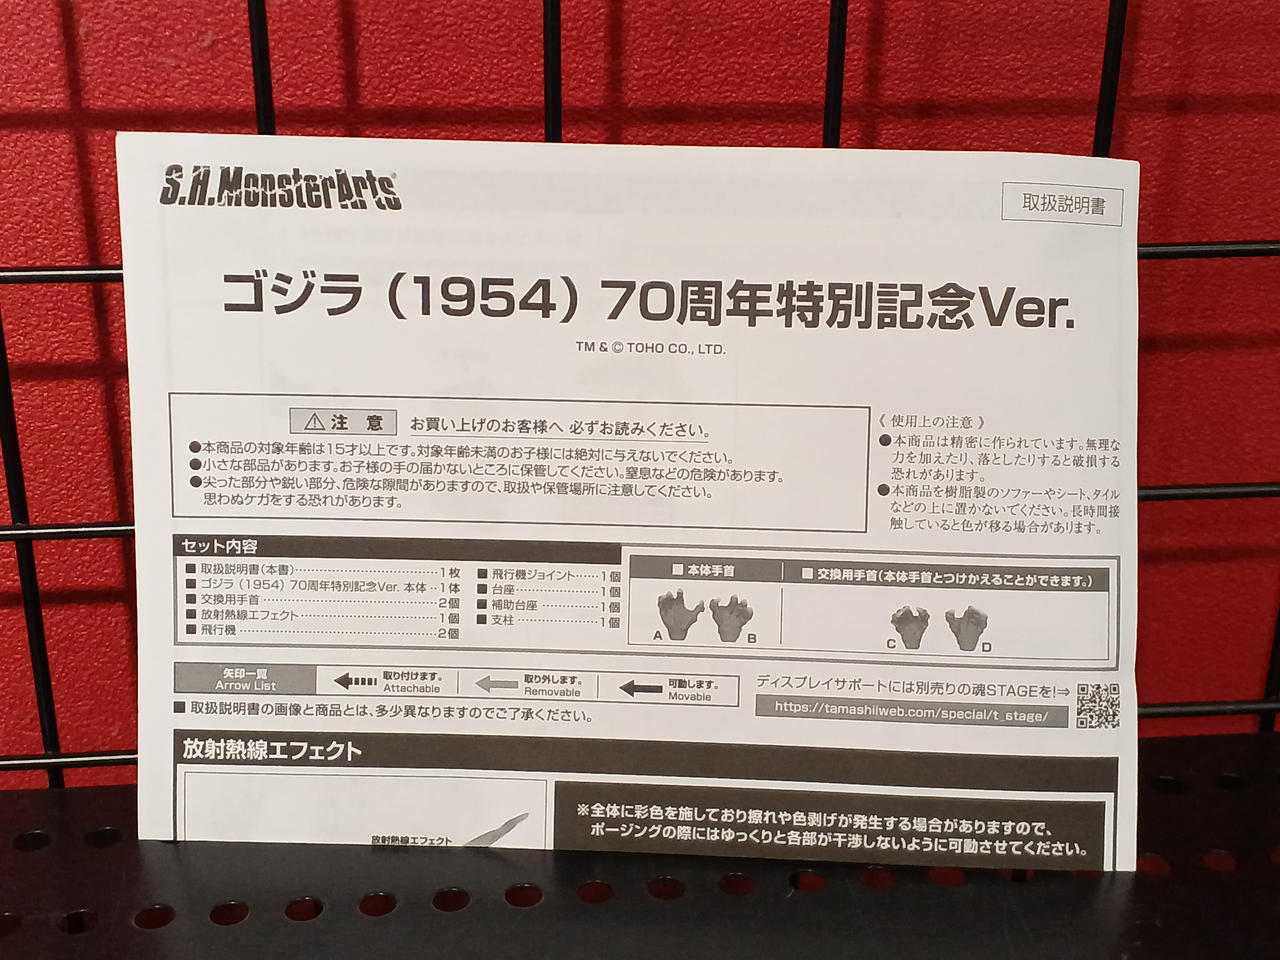 S.H.MonsterArts
取扱説明書
ゴジラ（1954）70周年特別記念Ver.
TM & © TOHO CO., LTD.
⚠注　意　お買い上げのお客様へ 必ずお読みください。
●本商品の対象年齢は15才以上です。対象年齢未満のお子様には絶対に与えないでください。
●小さな部品があります。お子様の手の届かないところに保管してください。窒息などの危険があります。
●尖った部分や鋭い部分、危険な隙間がありますので、取扱や保管場所に注意してください。
思わぬケガをする恐れがあります。
《 使用上の注意 》
●本商品は精密に作られています。無理な
力を加えたり、落としたりすると破損する
恐れがあります。
●本商品を樹脂製のソファーやシート、タイル
などの上に置かないでください。長時間接
触していると色が移る場合があります。
セット内容
■ 取扱説明書(本書)……………………1枚
■ ゴジラ（1954）70周年特別記念Ver. 本体…1体
■ 交換用手首……………………2個
■ 放射熱線エフェクト……………………1個
■ 飛行機……………………2個
■ 飛行機ジョイント……1個
■ 台座……………………1個
■ 補助台座……………1個
■ 支柱……………………1個
■ 本体手首
A
B
■ 交換用手首(本体手首とつけかえることができます。)
C
D
矢印一覧
Arrow List
取り付けます。
Attachable
取り外します。
Removable
可動します。
Movable
ディスプレイサポートには別売りの魂STAGEを!⇒
https://tamashiiweb.com/special/t_stage/
■ 取扱説明書の画像と商品とは、多少異なりますのでご了承ください。
放射熱線エフェクト
放射熱線エフェクト
※全体に彩色を施しており擦れや色剥げが発生する場合がありますので、
ポージングの際にはゆっくりと各部が干渉しないように可動させてください。